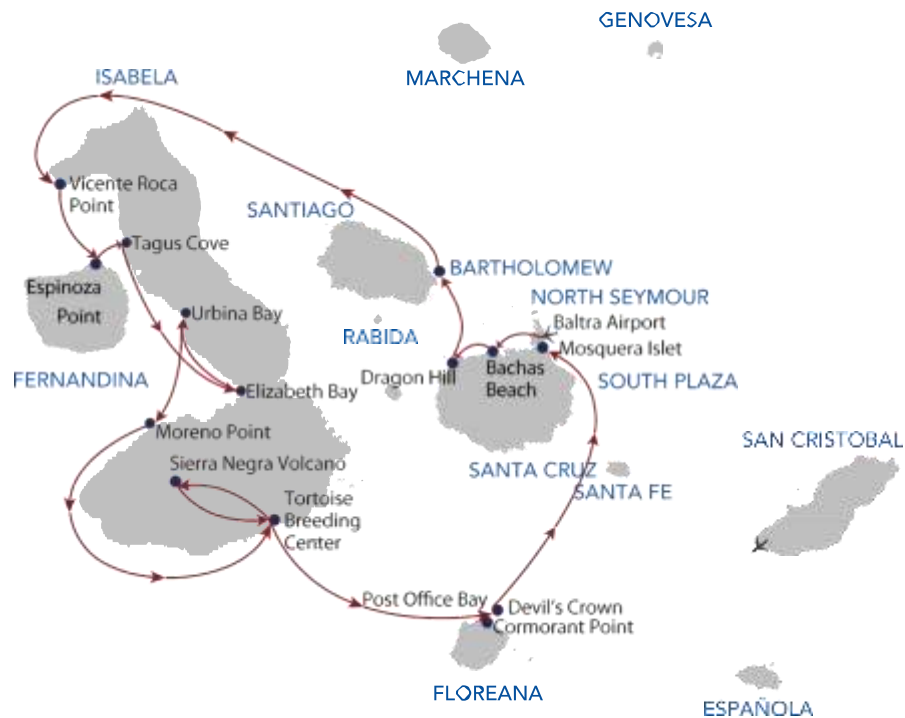 GENOVESA
MARCHENA
ISABELA
Vicente Roca
Point
SANTIAGO
Tagus Cove
BARTHOLOMEW
Espinoza
Point
NORTH SEYMOUR
Urbina Bay
Baltra Airport
RABIDA
Mosquera Islet
FERNANDINA
Dragon Hill
Bachas
Beach
SOUTH PLAZA
Elizabeth Bay
Moreno Point
SAN CRISTOBAL
Sierra Negra Volcano
SANTA CRUZ
SANTA FE
Tortoise
Breeding
Center
Post Office Bay
Devil's Crown
Cormorant Point
FLOREANA
ESPAÑOLA